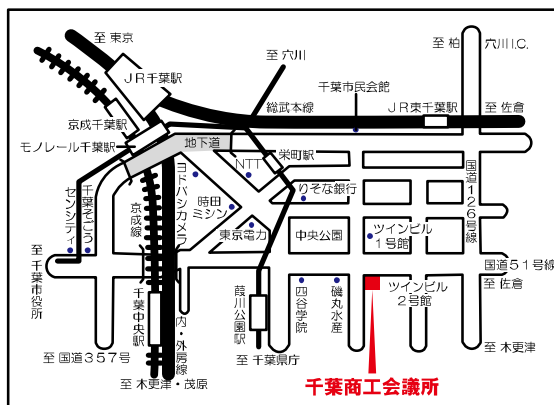 至 東京
至 穴川
至 柏
穴川I.C.
JR千葉駅
千葉市民会館
総武本線
JR東千葉駅
至 佐倉
京成千葉駅
モノレール千葉駅
地下道
栄町駅
NTT
りそな銀行
国道126号線
ヨドバシカメラ
時田
ミシン
千葉そごう
センシティ
京成線
東京電力
中央公園
ツインビル
1号館
至 千葉市役所
国道51号線
至 佐倉
ツインビル
2号館
千葉中央駅
内・外房線
葭川公園駅
四谷学院
磯丸水産
至 国道357号
至 千葉県庁
至 木更津
至 木更津・茂原
千葉商工会議所